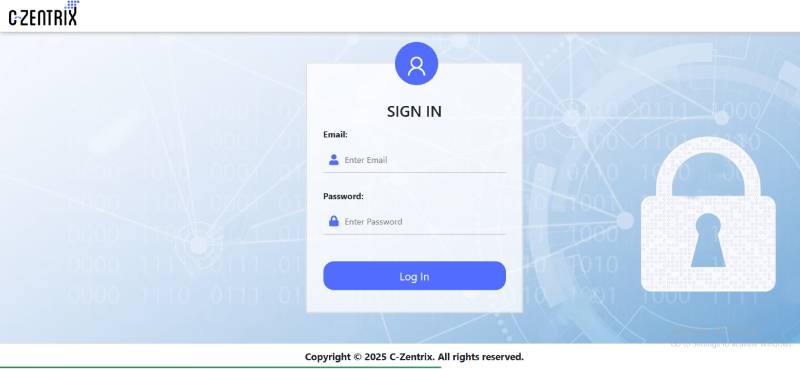 C-ZENTRIX
SIGN IN
Email:
Enter Email
Password:
Enter Password
Log In
Go to Settings to activate Windows.
Copyright © 2025 C-Zentrix. All rights reserved.